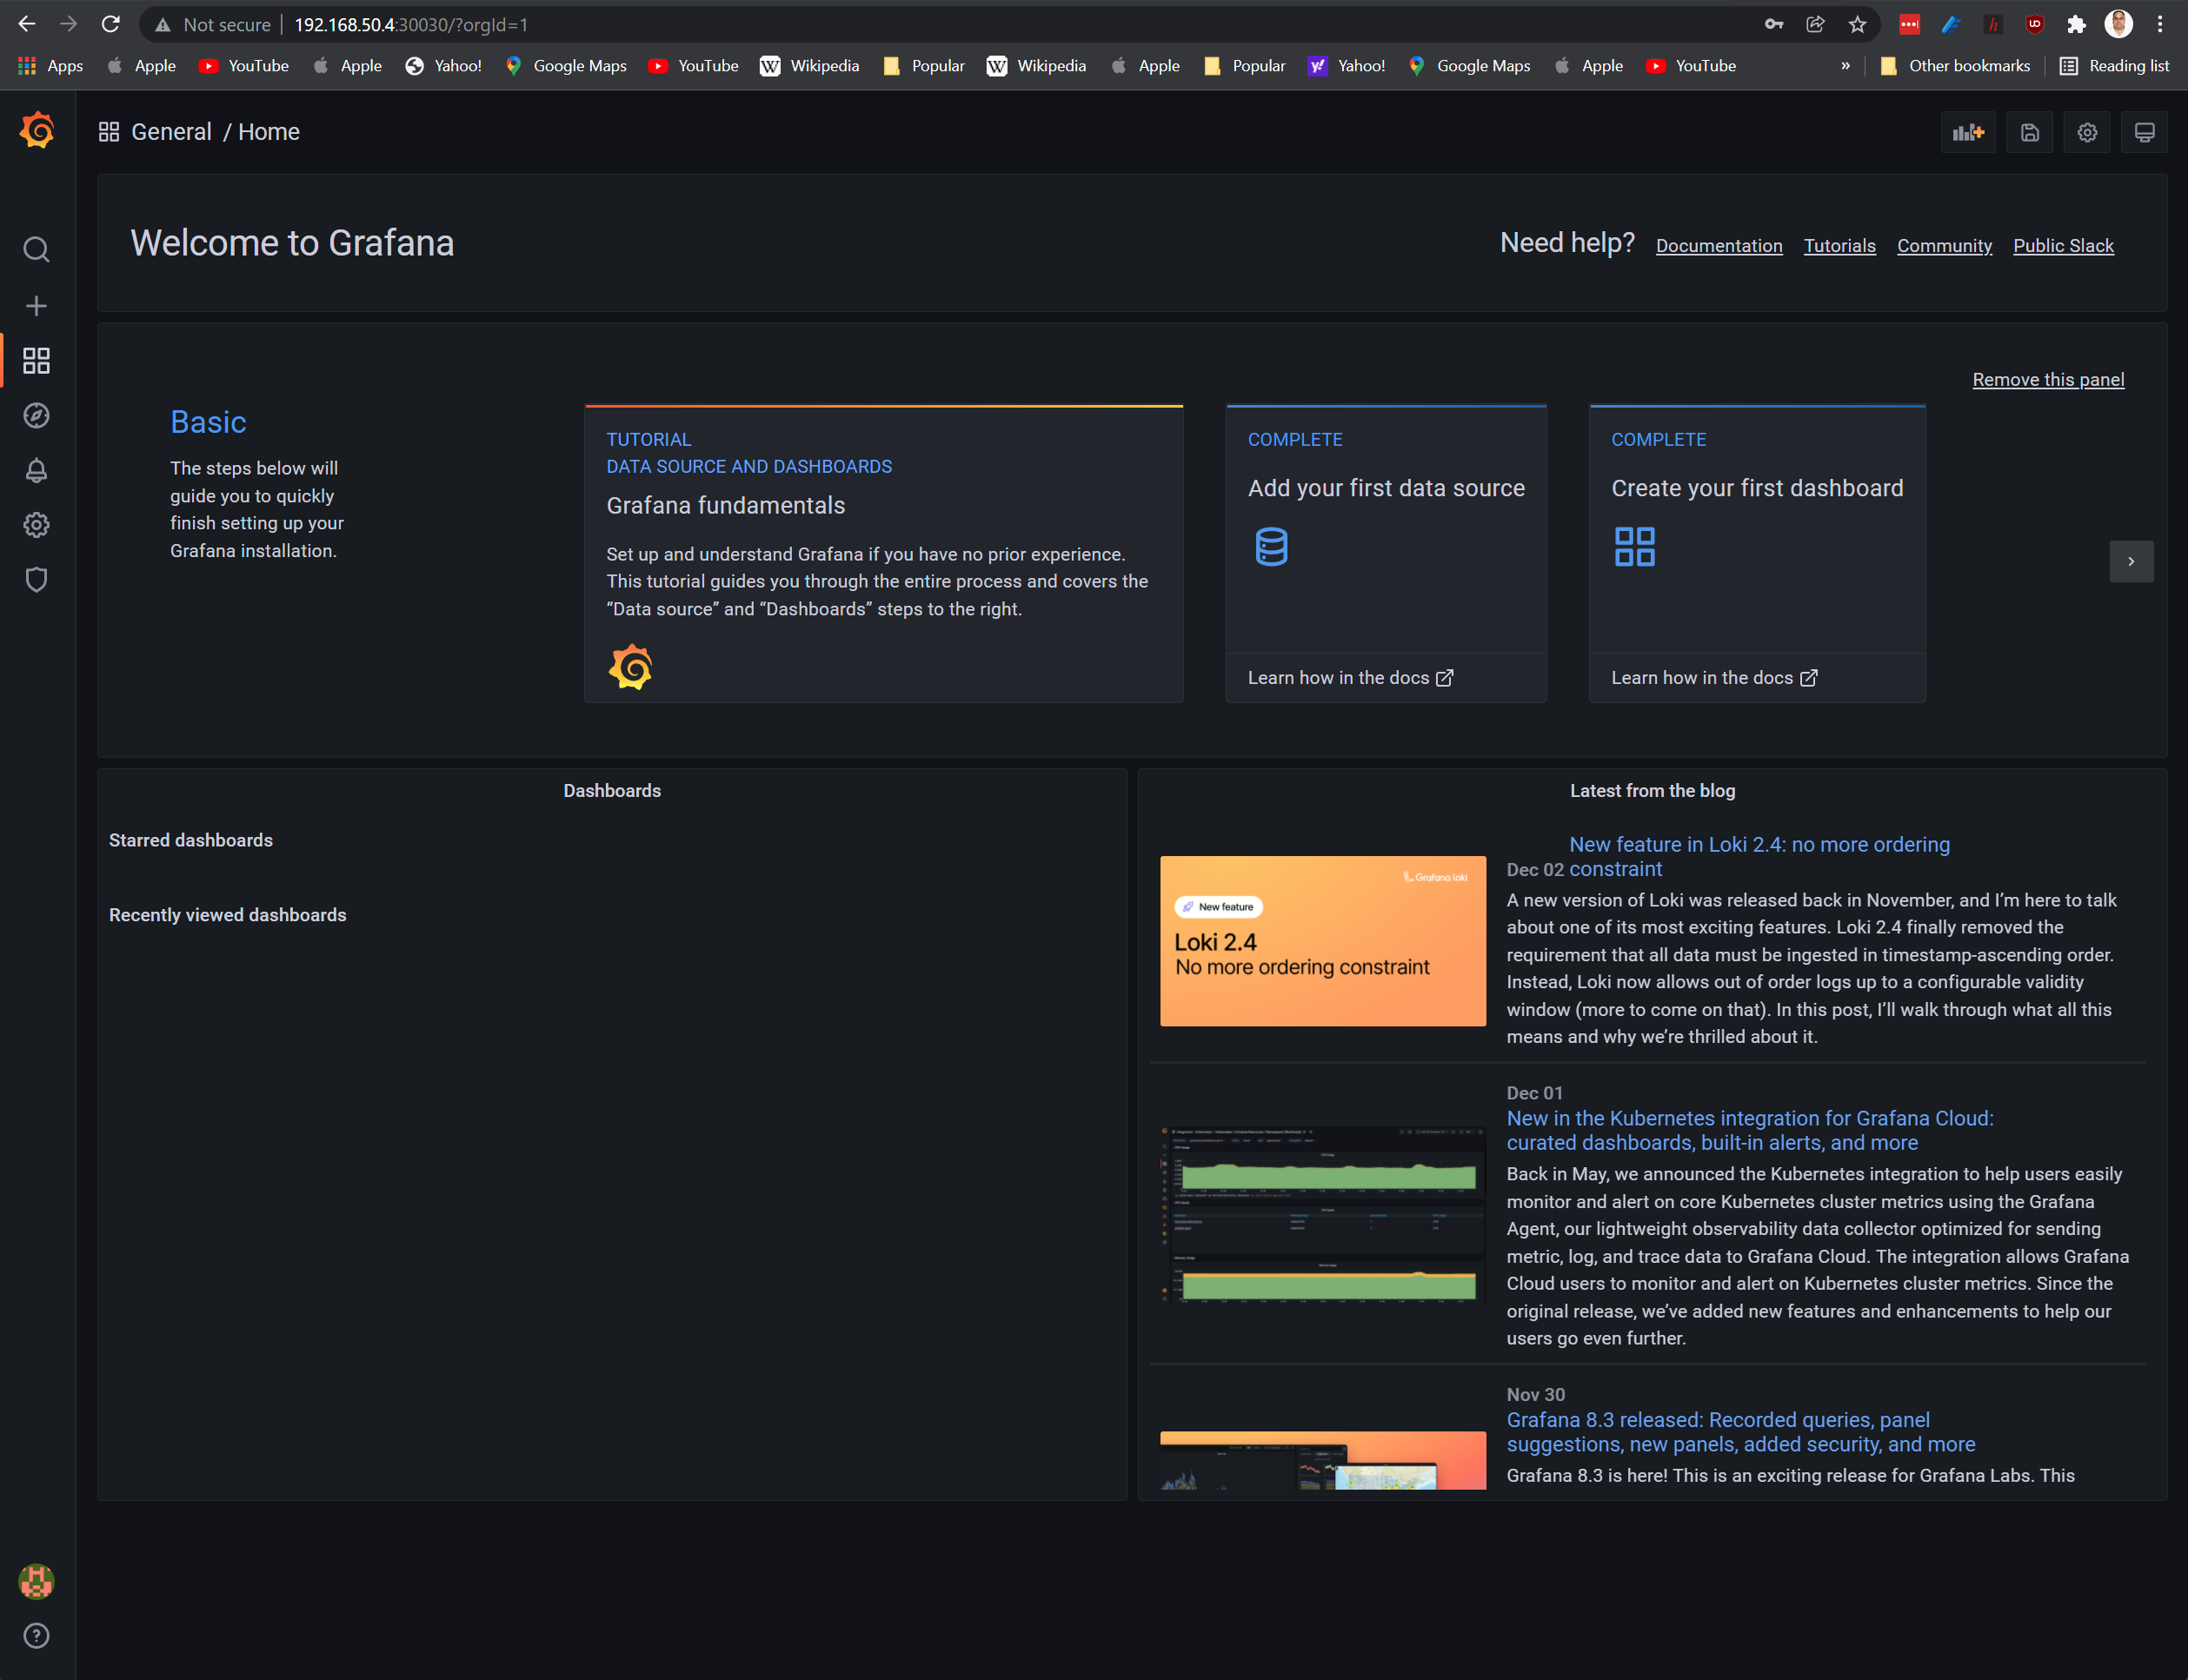 Not secure | 192.168.50.4:30030/?orgId=1
Apps Apple YouTube Apple Yahoo! Google Maps YouTube Wikipedia Popular Wikipedia Apple Popular Yahoo! Google Maps Apple YouTube » Other bookmarks Reading list
General / Home
Welcome to Grafana
Need help? Documentation Tutorials Community Public Slack
Remove this panel
Basic
The steps below will
guide you to quickly
finish setting up your
Grafana installation.
TUTORIAL
DATA SOURCE AND DASHBOARDS
Grafana fundamentals
Set up and understand Grafana if you have no prior experience.
This tutorial guides you through the entire process and covers the
“Data source” and “Dashboards” steps to the right.
COMPLETE
Add your first data source
Learn how in the docs
COMPLETE
Create your first dashboard
Learn how in the docs
Dashboards
Starred dashboards
Recently viewed dashboards
Latest from the blog
Grafana loki
New feature
Loki 2.4
No more ordering constraint
New feature in Loki 2.4: no more ordering
Dec 02 constraint
A new version of Loki was released back in November, and I’m here to talk
about one of its most exciting features. Loki 2.4 finally removed the
requirement that all data must be ingested in timestamp-ascending order.
Instead, Loki now allows out of order logs up to a configurable validity
window (more to come on that). In this post, I’ll walk through what all this
means and why we’re thrilled about it.
Dec 01
New in the Kubernetes integration for Grafana Cloud:
curated dashboards, built-in alerts, and more
Back in May, we announced the Kubernetes integration to help users easily
monitor and alert on core Kubernetes cluster metrics using the Grafana
Agent, our lightweight observability data collector optimized for sending
metric, log, and trace data to Grafana Cloud. The integration allows Grafana
Cloud users to monitor and alert on Kubernetes cluster metrics. Since the
original release, we’ve added new features and enhancements to help our
users go even further.
Nov 30
Grafana 8.3 released: Recorded queries, panel
suggestions, new panels, added security, and more
Grafana 8.3 is here! This is an exciting release for Grafana Labs. This